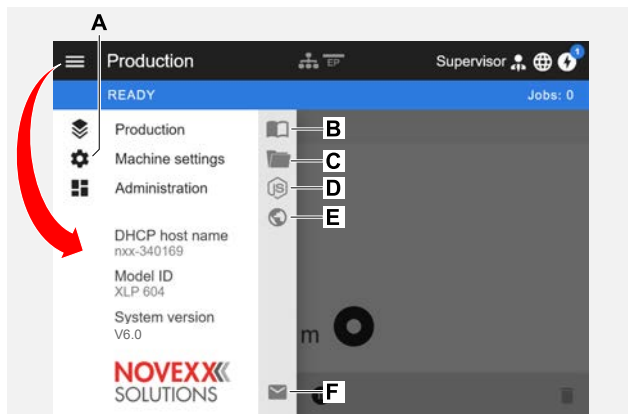 A
Production
EP
Supervisor
1
READY
Jobs: 0
Production
B
Machine settings
C
Administration
JS
D
E
DHCP host name
nxx-340169
Model ID
XLP 604
System version
V6.0
m
NOVEXX
SOLUTIONS
F